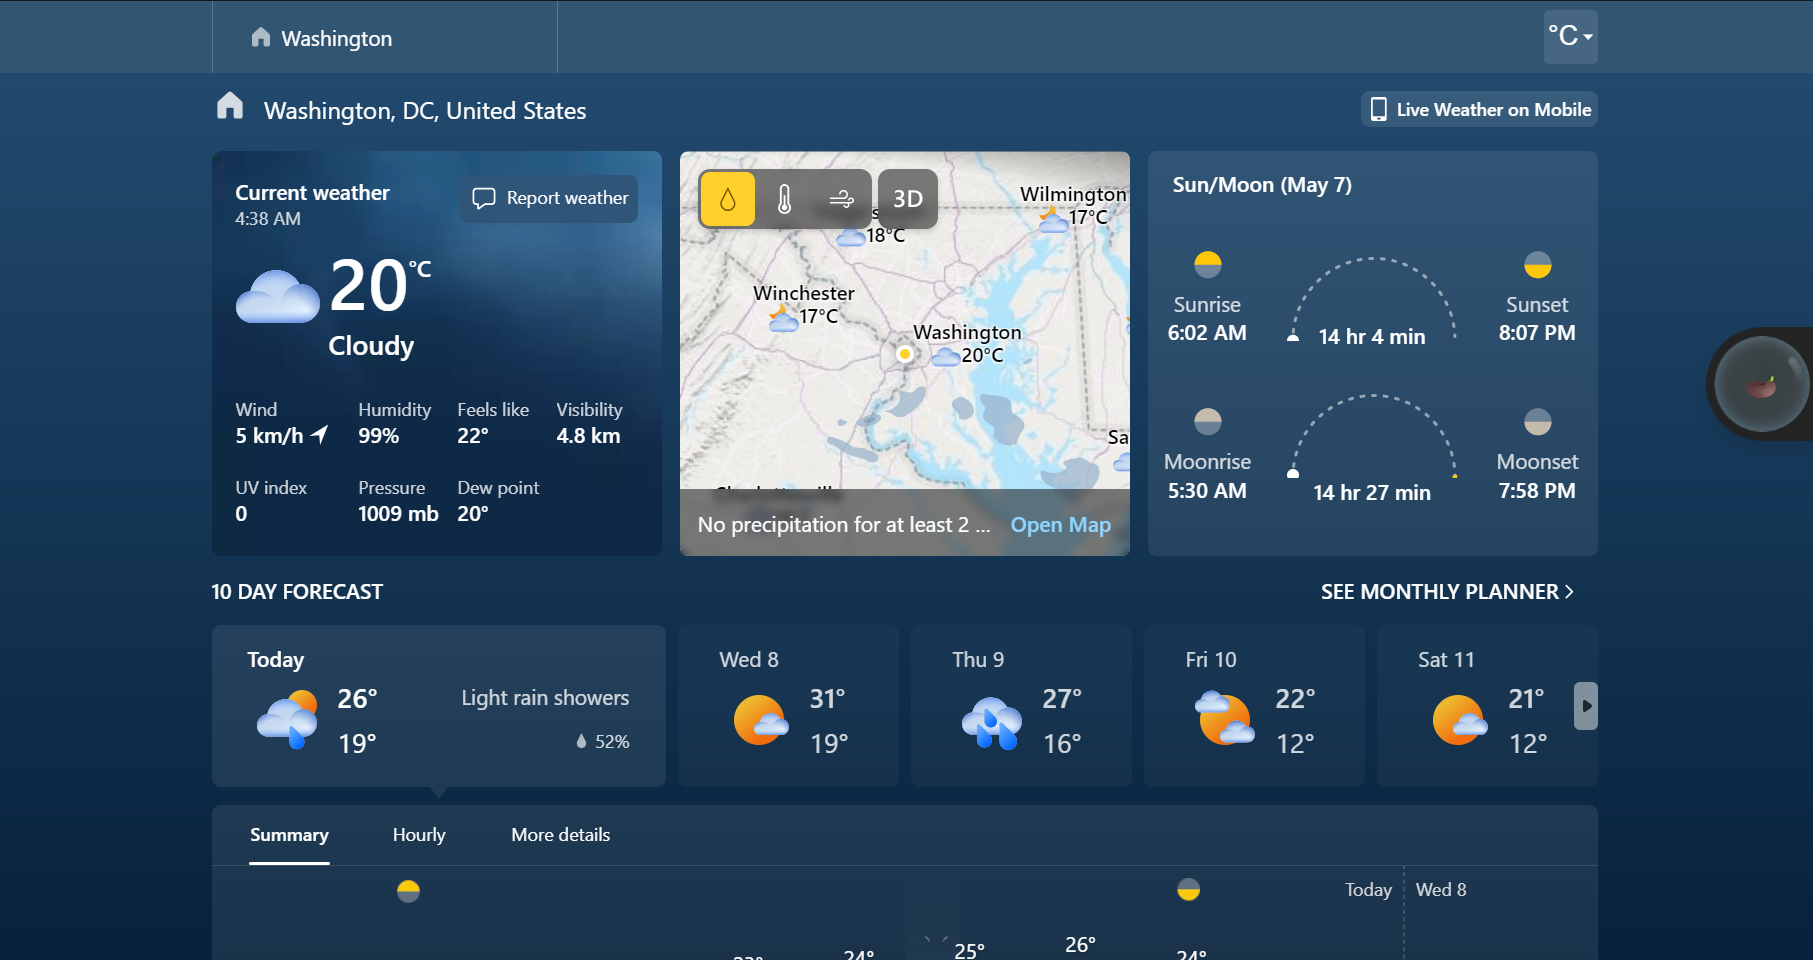 Washington
°C
Washington, DC, United States
Live Weather on Mobile
Current weather
4:38 AM
Report weather
20°C
Cloudy
Wind
5 km/h
Humidity
99%
Feels like
22°
Visibility
4.8 km
UV index
0
Pressure
1009 mb
Dew point
20°
3D
18°C
Wilmington
17°C
Winchester
17°C
Washington
20°C
Sa
No precipitation for at least 2 ...
Open Map
Sun/Moon (May 7)
Sunrise
6:02 AM
14 hr 4 min
Sunset
8:07 PM
Moonrise
5:30 AM
14 hr 27 min
Moonset
7:58 PM
10 DAY FORECAST
SEE MONTHLY PLANNER
Today
26°
19°
Light rain showers
52%
Wed 8
31°
19°
Thu 9
27°
16°
Fri 10
22°
12°
Sat 11
21°
12°
Summary
Hourly
More details
Today
Wed 8
23°
24°
25°
26°
24°